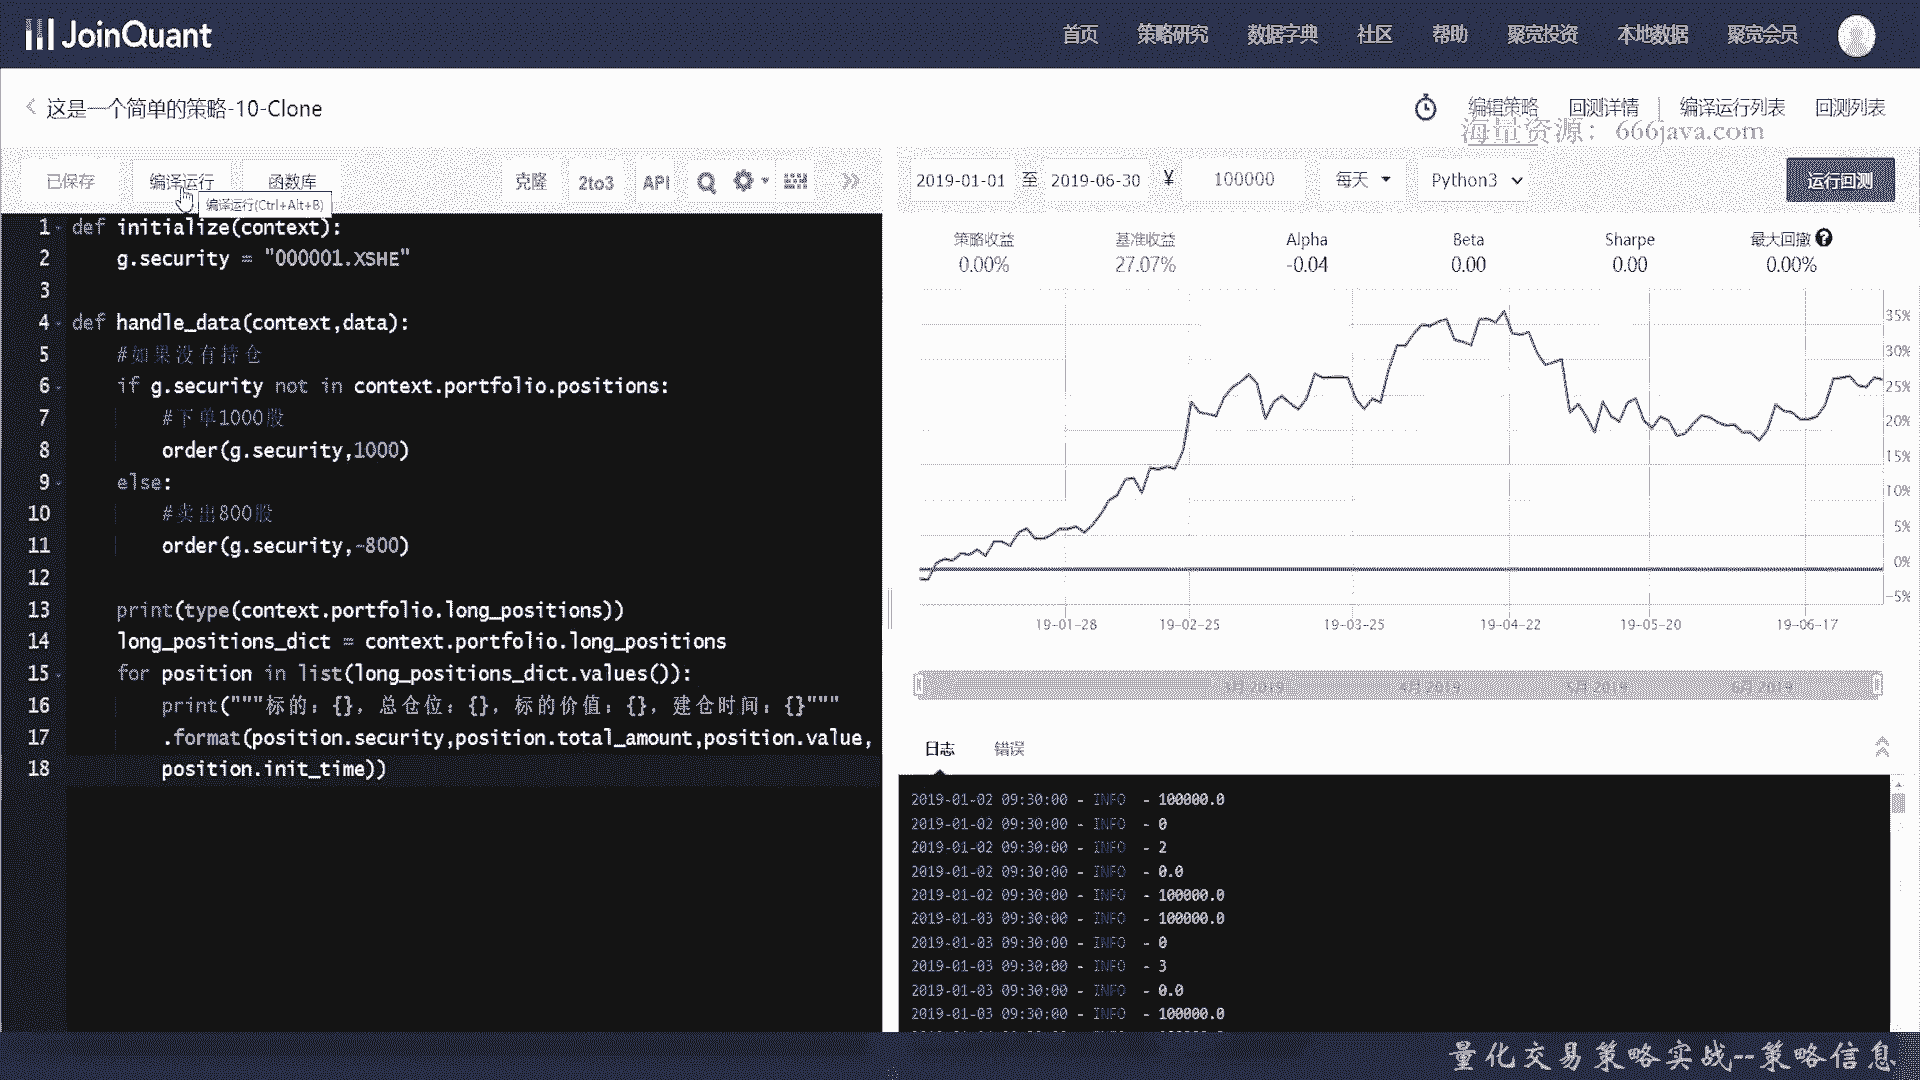 JoinQuant
首页 策略研究 数据字典 社区 帮助 聚宽投资 本地数据 聚宽会员
这是一个简单的策略-10-Clone
编辑策略 回测详情 | 编译运行列表 回测列表
海量资源：666java.com
已保存 编译运行 函数库 克隆 2to3 API
编译运行(Ctrl+Alt+B)
2019-01-01 至 2019-06-30 ¥ 100000 每天 Python3 运行回测
1 def initialize(context):
2 g.security = "000001.XSHE"
3
4 def handle_data(context,data):
5 #如果没有持仓
6 if g.security not in context.portfolio.positions:
7 #下单1000股
8 order(g.security,1000)
9 else:
10 #卖出800股
11 order(g.security,-800)
12
13 print(type(context.portfolio.long_positions))
14 long_positions_dict = context.portfolio.long_positions
15 for position in list(long_positions_dict.values()):
16 print("""标的：{}, 总仓位：{}, 标的价值：{}, 建仓时间：{}"""
17 .format(position.security,position.total_amount,position.value,
18 position.init_time))
策略收益 基准收益 Alpha Beta Sharpe 最大回撤
0.00% 27.07% -0.04 0.00 0.00 0.00%
35%
30%
25%
20%
15%
10%
5%
0%
-5%
19-01-28 19-02-25 19-03-25 19-04-22 19-05-20 19-06-17
3月 2019 4月 2019 5月 2019 6月 2019
日志 错误
2019-01-02 09:30:00 - INFO - 100000.0
2019-01-02 09:30:00 - INFO - 0
2019-01-02 09:30:00 - INFO - 2
2019-01-02 09:30:00 - INFO - 0.0
2019-01-02 09:30:00 - INFO - 100000.0
2019-01-03 09:30:00 - INFO - 100000.0
2019-01-03 09:30:00 - INFO - 0
2019-01-03 09:30:00 - INFO - 3
2019-01-03 09:30:00 - INFO - 0.0
2019-01-03 09:30:00 - INFO - 100000.0
量化交易策略实战--策略信息